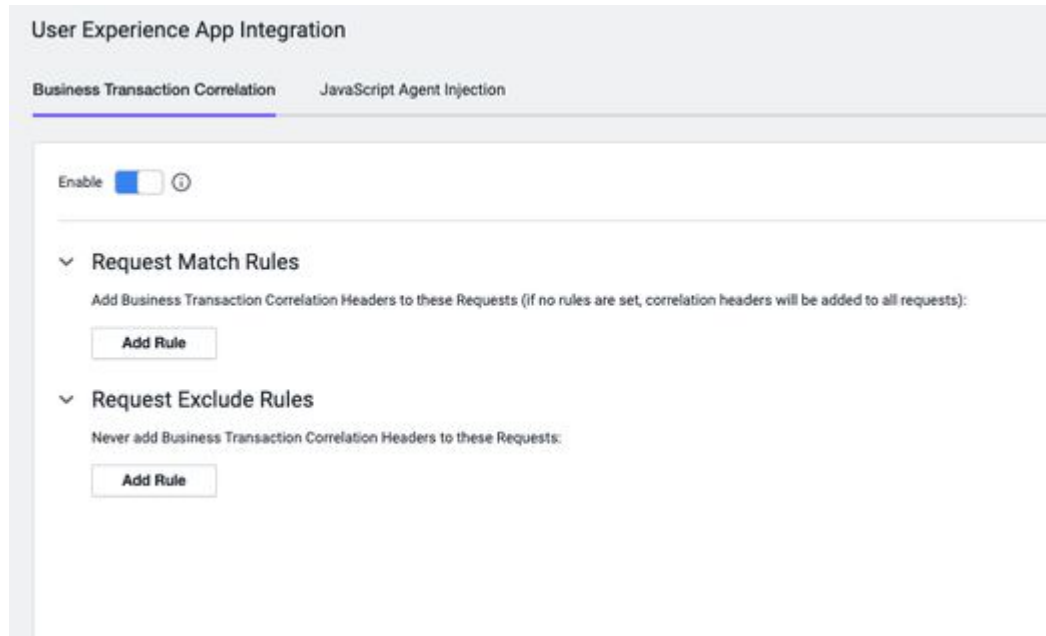 User Experience App Integration
Business Transaction Correlation JavaScript Agent Injection
Enable
Request Match Rules
Add Business Transaction Correlation Headers to these Requests (if no rules are set, correlation headers will be added to all requests):
Add Rule
Request Exclude Rules
Never add Business Transaction Correlation Headers to these Requests:
Add Rule